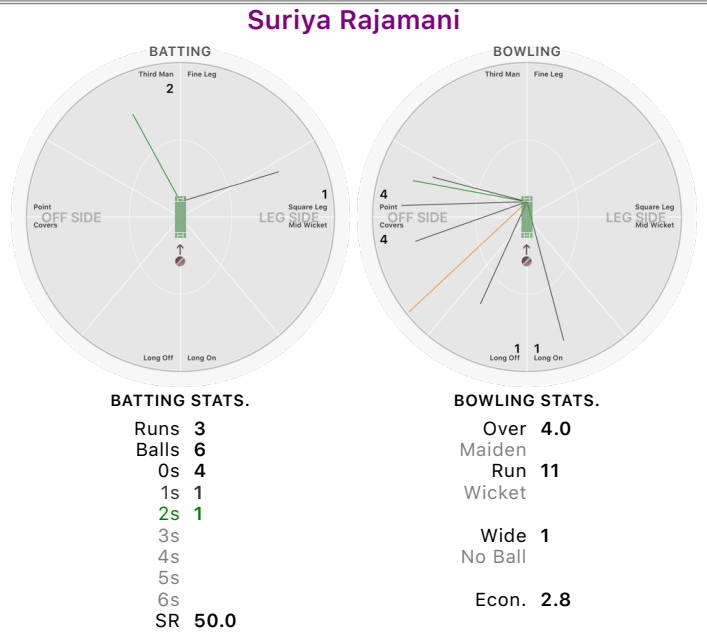 Suriya Rajamani
BATTING
Third Man
Fine Leg
2
1
Point
Square Leg
OFF SIDE
LEG SIDE
Covers
Mid Wicket
Long Off
Long On
BATTING STATS.
Runs 3
Balls 6
0s 4
1s 1
2s 1
3s
4s
5s
6s
SR 50.0
BOWLING
Third Man
Fine Leg
4
Point
Square Leg
OFF SIDE
LEG SIDE
Covers
Mid Wicket
4
1
1
Long Off
Long On
BOWLING STATS.
Over 4.0
Maiden
Run 11
Wicket
Wide 1
No Ball
Econ. 2.8